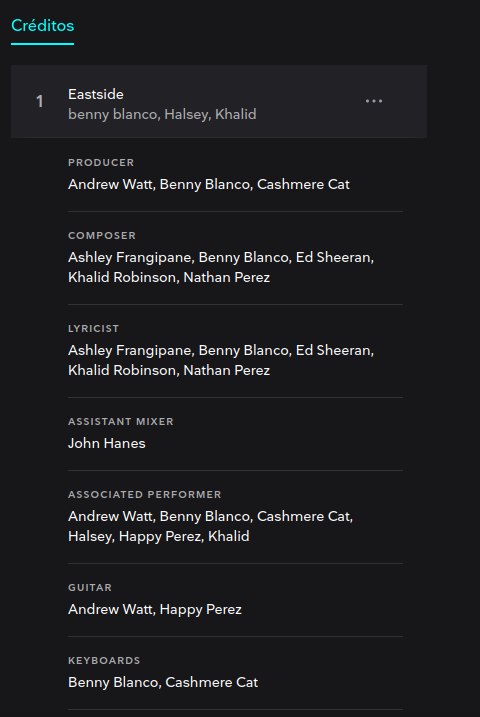 Créditos
1
Eastside
benny blanco, Halsey, Khalid
PRODUCER
Andrew Watt, Benny Blanco, Cashmere Cat
COMPOSER
Ashley Frangipane, Benny Blanco, Ed Sheeran,
Khalid Robinson, Nathan Perez
LYRICIST
Ashley Frangipane, Benny Blanco, Ed Sheeran,
Khalid Robinson, Nathan Perez
ASSISTANT MIXER
John Hanes
ASSOCIATED PERFORMER
Andrew Watt, Benny Blanco, Cashmere Cat,
Halsey, Happy Perez, Khalid
GUITAR
Andrew Watt, Happy Perez
KEYBOARDS
Benny Blanco, Cashmere Cat